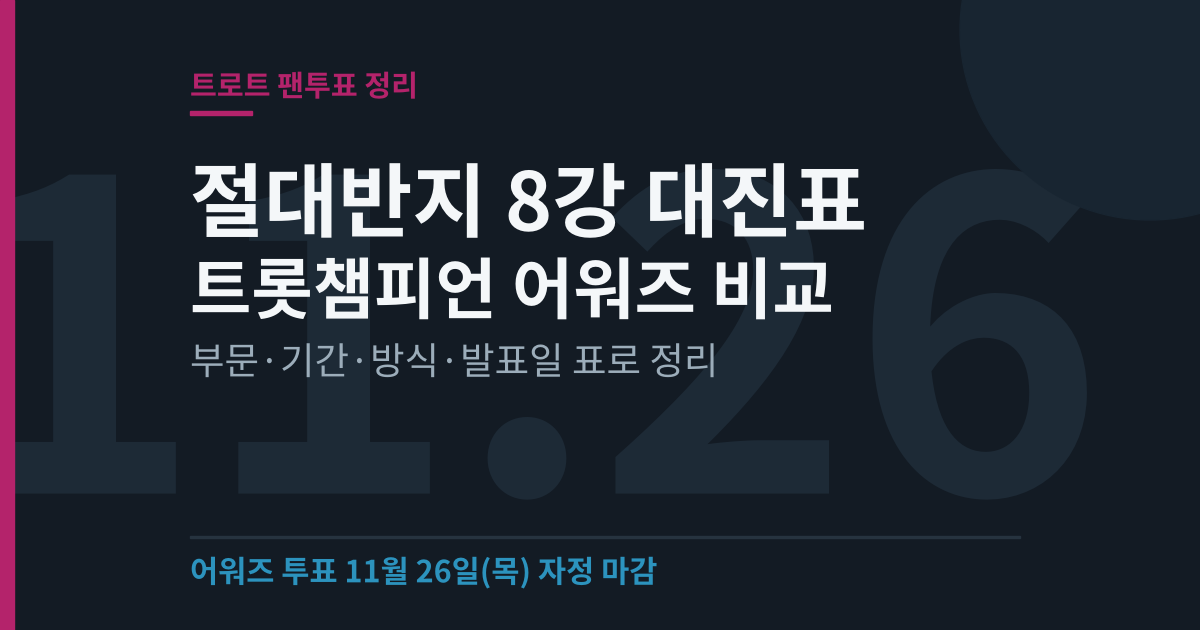 트로트 팬투표 정리
절대반지 8강 대진표
트롯챔피언 어워즈 비교
부문·기간·방식·발표일 표로 정리
11.26
어워즈 투표 11월 26일(목) 자정 마감